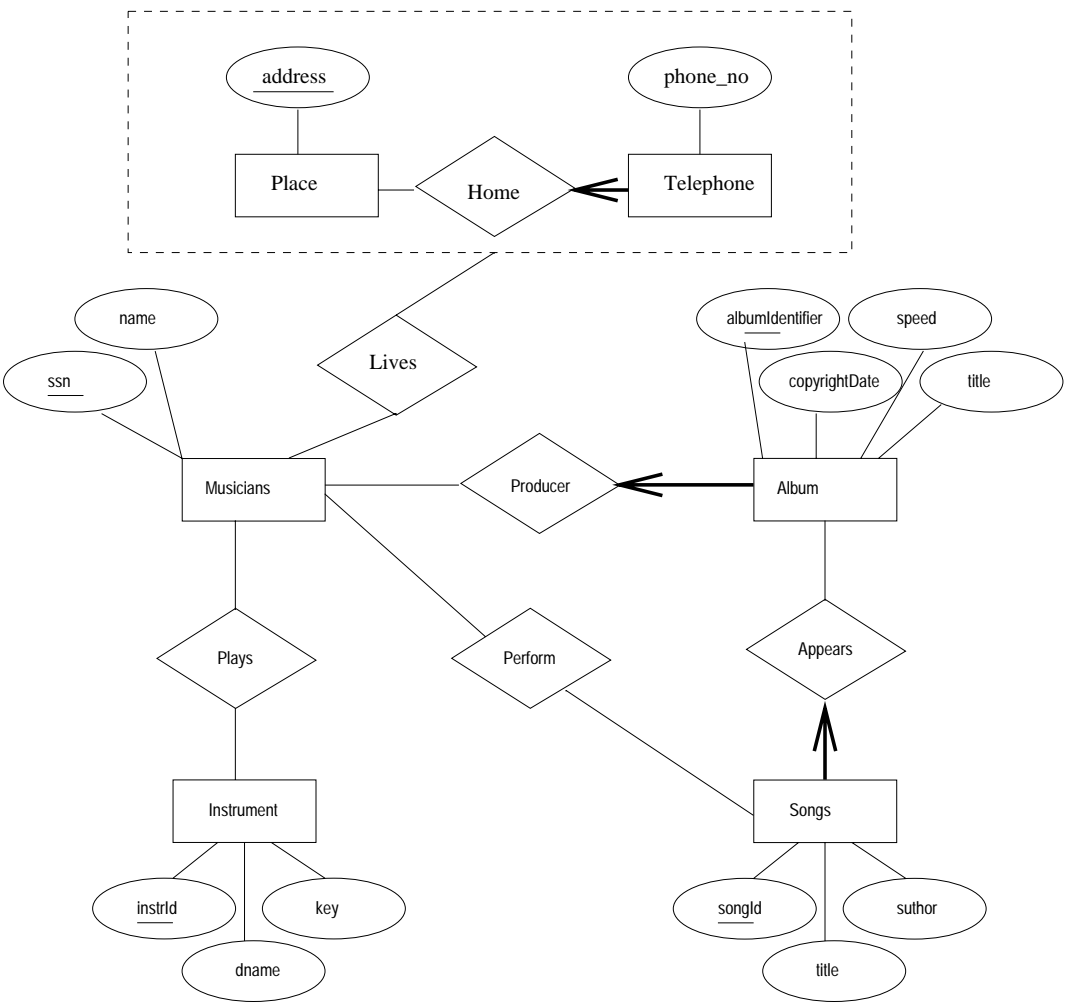 address
phone_no
Place
Home
Telephone
name
albumIdentifier
speed
ssn
Lives
copyrightDate
title
Musicians
Producer
Album
Plays
Perform
Appears
Instrument
Songs
instrId
key
songId
suthor
dname
title